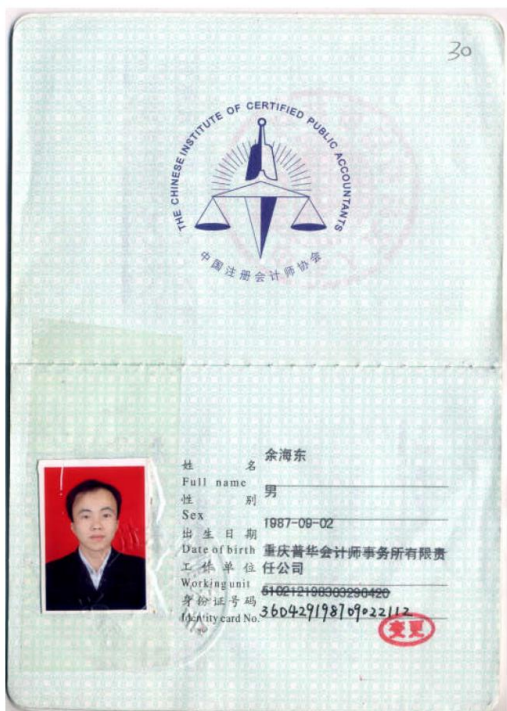 30
THE CHINESE INSTITUTE OF CERTIFIED PUBLIC ACCOUNTANTS
中国注册会计师协会
姓 名 余海东
Full name
性 别 男
Sex
出生日期 1987-09-02
Date of birth
工作单位 重庆普华会计师事务所有限责
任公司
Working unit
身份证号码 510212198303290420
Identity card No. 360429198709022112
变更